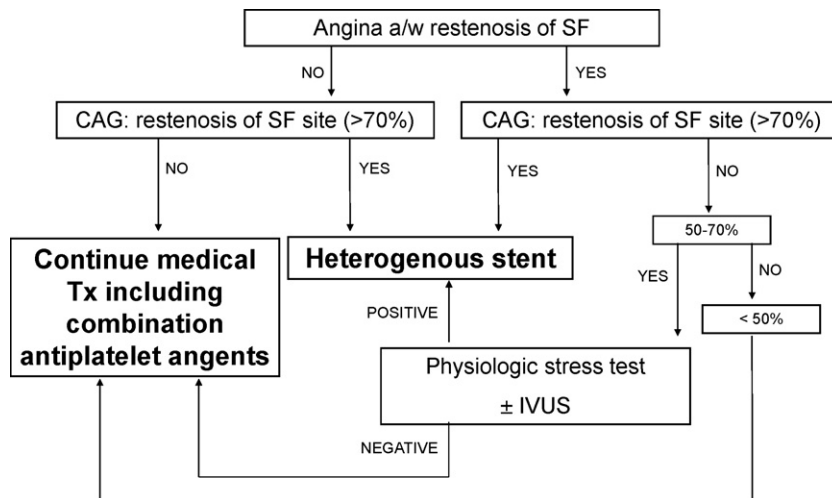 Angina a/w restenosis of SF
NO
YES
CAG: restenosis of SF site (>70%)
CAG: restenosis of SF site (>70%)
NO
YES
YES
NO
50-70%
Continue medical
Tx including
combination
antiplatelet angents
Heterogenous stent
YES
NO
POSITIVE
< 50%
Physiologic stress test
± IVUS
NEGATIVE